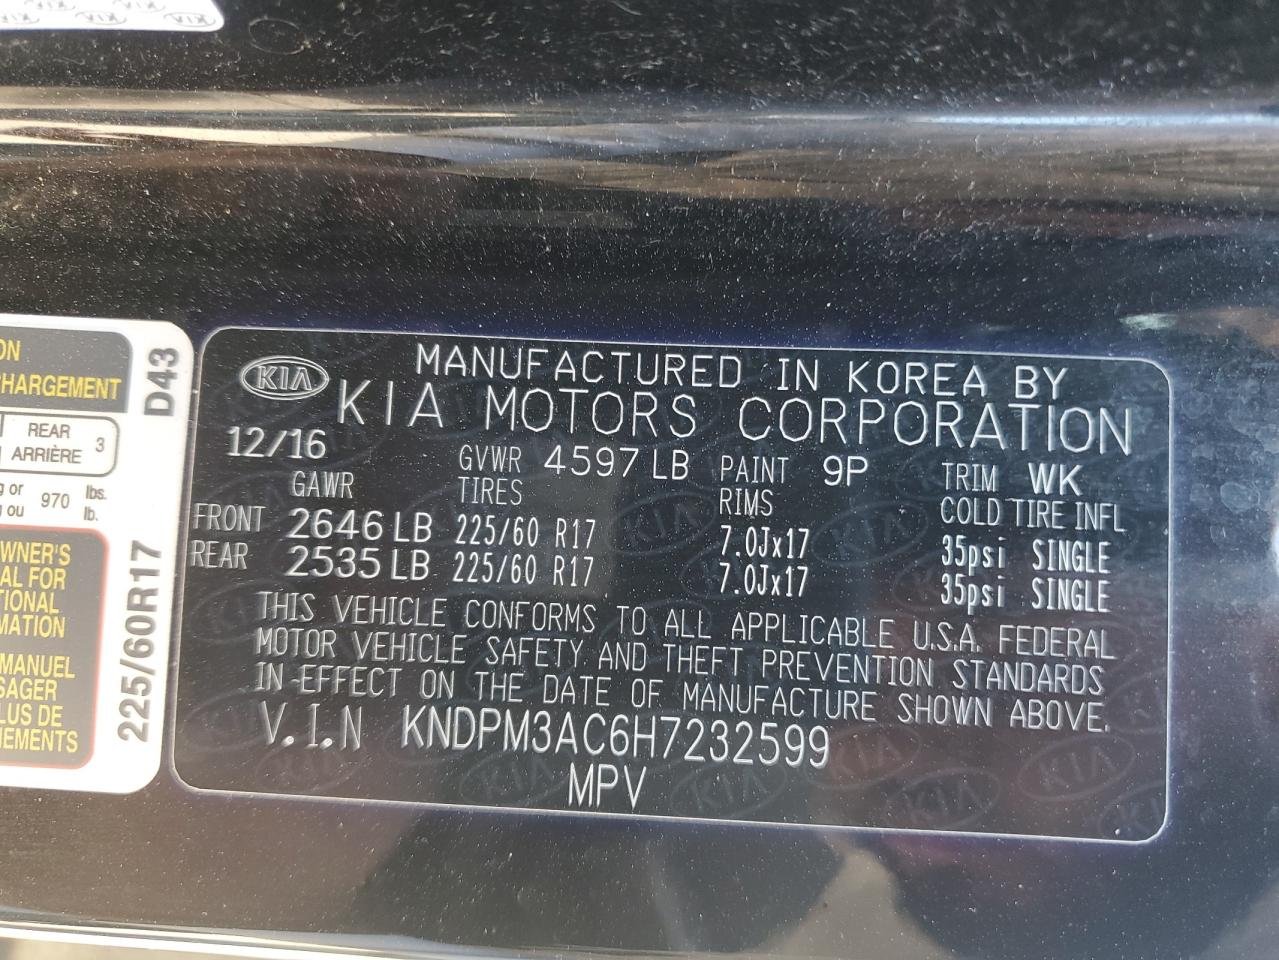 KIA
MANUFACTURED IN KOREA BY
KIA MOTORS CORPORATION
12/16 GVWR 4597 LB PAINT 9P TRIM WK
GAWR TIRES RIMS COLD TIRE INFL
FRONT 2646 LB 225/60 R17 7.0Jx17 35psi SINGLE
REAR 2535 LB 225/60 R17 7.0Jx17 35psi SINGLE
THIS VEHICLE CONFORMS TO ALL APPLICABLE U.S.A. FEDERAL
MOTOR VEHICLE SAFETY AND THEFT PREVENTION STANDARDS
IN EFFECT ON THE DATE OF MANUFACTURE SHOWN ABOVE.
V.I.N KNDPM3AC6H7232599
MPV
ON
CHARGEMENT
REAR 3
ARRIÈRE
g or 970 lbs.
g ou lb.
WNER'S
AL FOR
TIONAL
MATION
MANUEL
SAGER
LUS DE
NEMENTS
D43
225/60R17